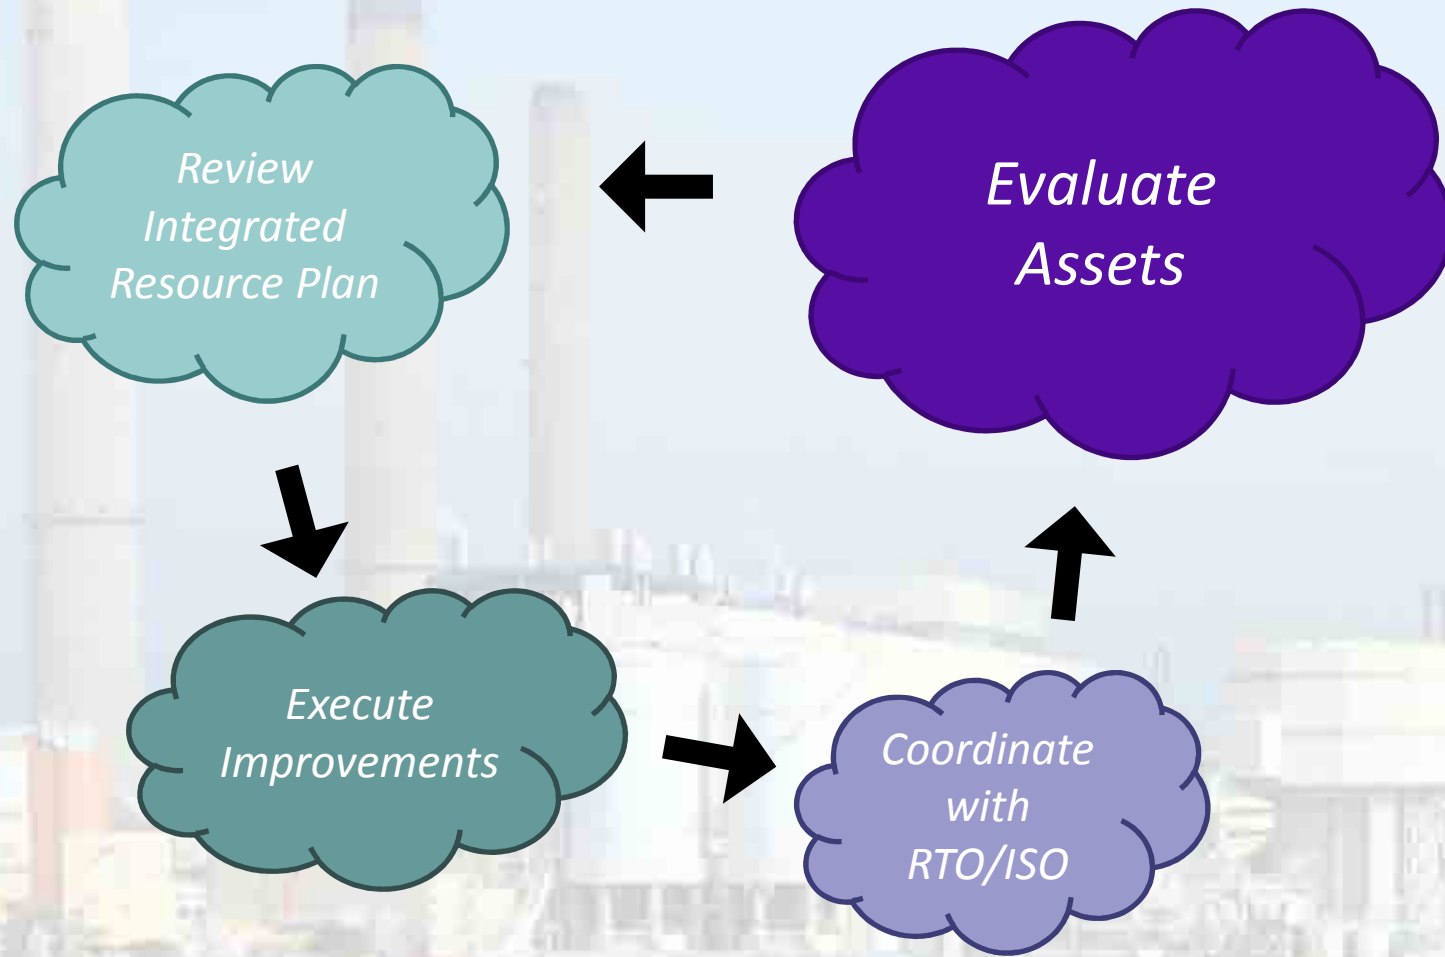 Review
Integrated
Resource Plan
Evaluate
Assets
Execute
Improvements
Coordinate
with
RTO/ISO